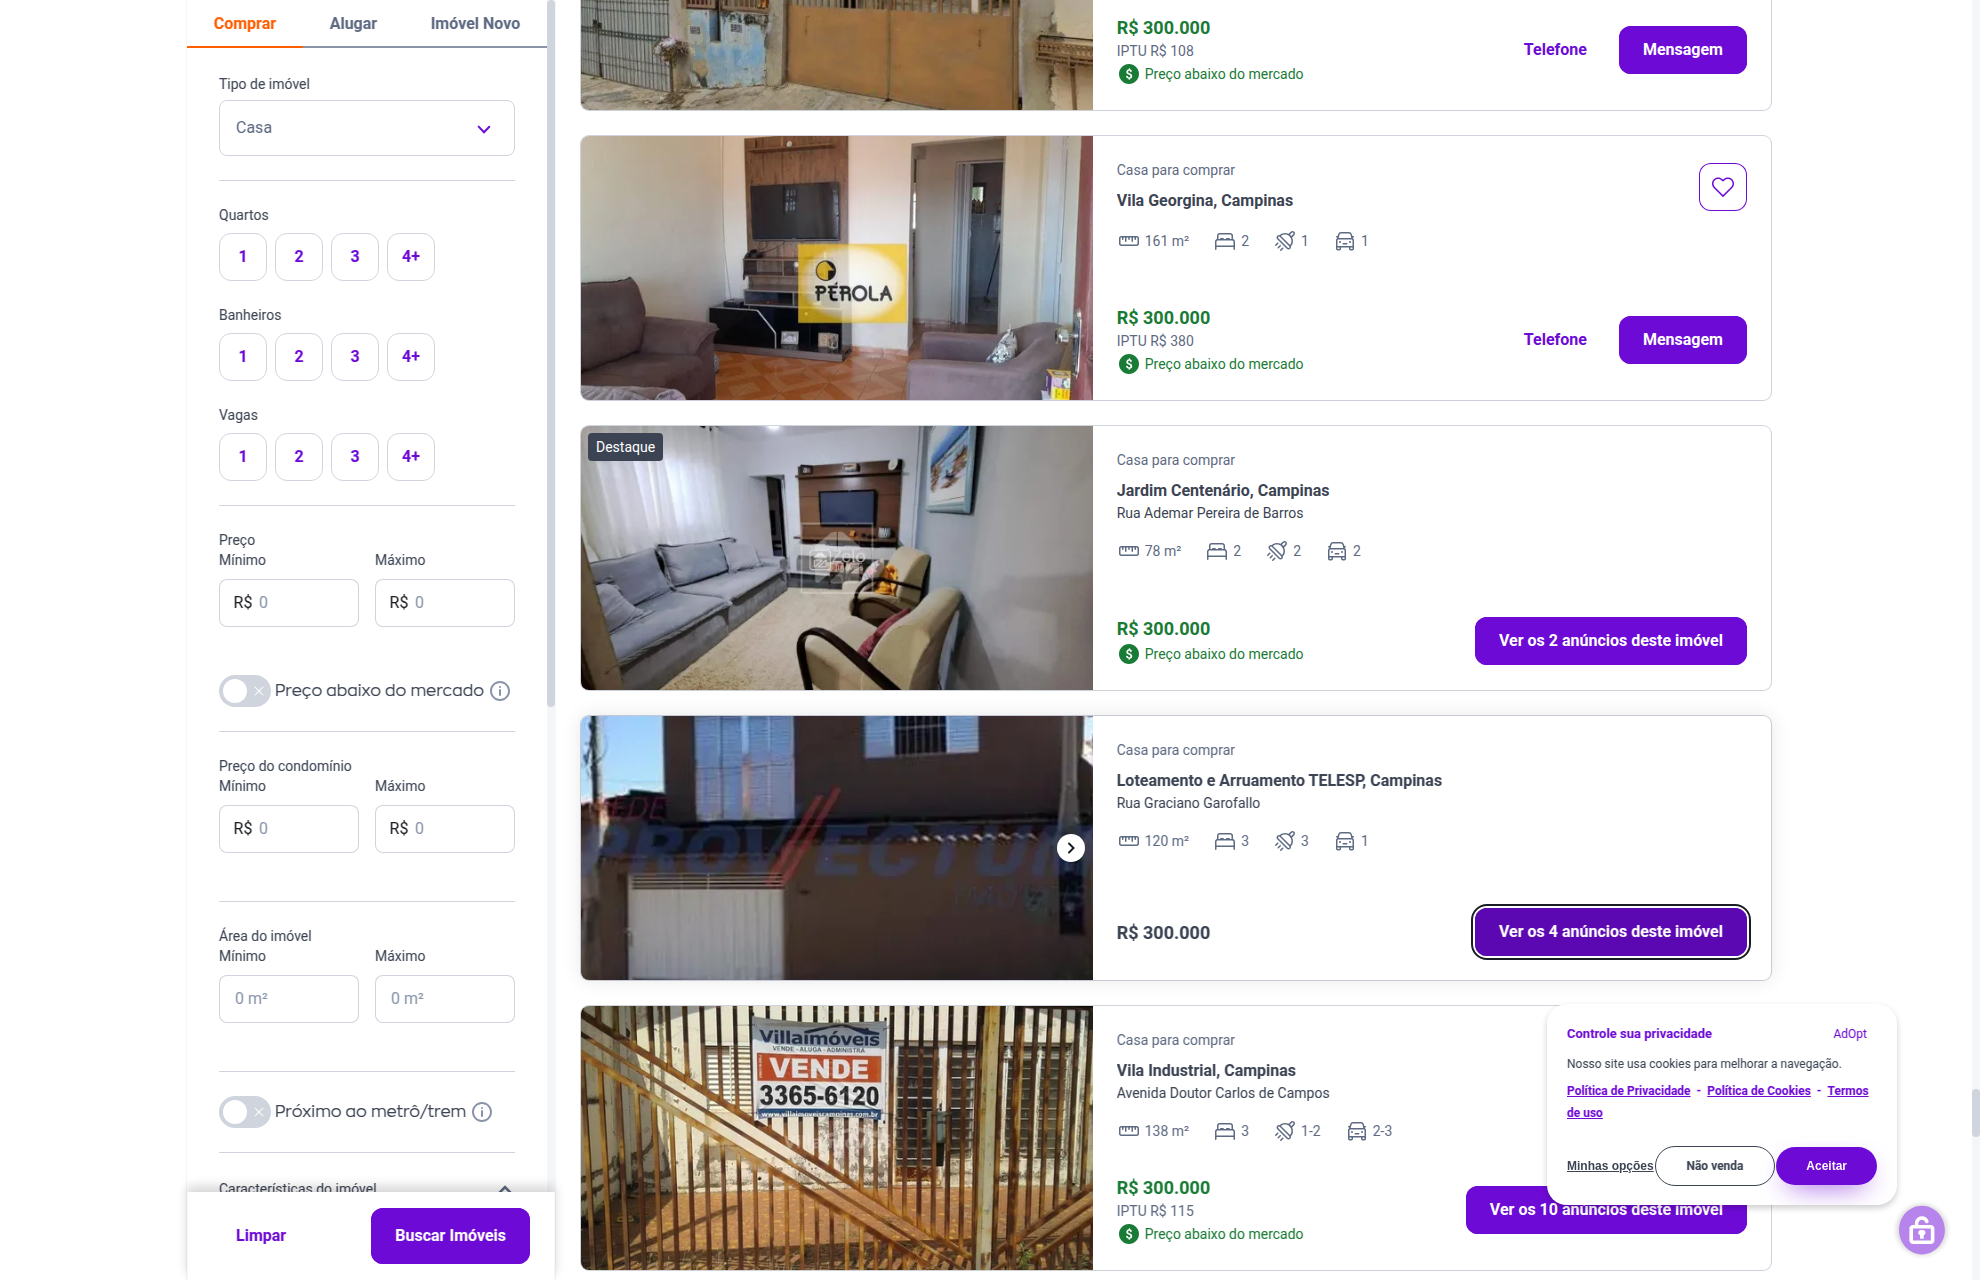 Comprar
Alugar
Imóvel Novo
Tipo de imóvel
Casa
Quartos
1
2
3
4+
Banheiros
1
2
3
4+
Vagas
1
2
3
4+
Preço
Mínimo
Máximo
R$ 0
R$ 0
Preço abaixo do mercado
Preço do condomínio
Mínimo
Máximo
R$ 0
R$ 0
Área do imóvel
Mínimo
Máximo
0 m²
0 m²
Próximo ao metrô/trem
Características do imóvel
Limpar
Buscar Imóveis
R$ 300.000
IPTU R$ 108
Preço abaixo do mercado
Telefone
Mensagem
PÉROLA
Casa para comprar
Vila Georgina, Campinas
161 m²
2
1
1
R$ 300.000
IPTU R$ 380
Preço abaixo do mercado
Telefone
Mensagem
Destaque
Zelo
Casa para comprar
Jardim Centenário, Campinas
Rua Ademar Pereira de Barros
78 m²
2
2
2
R$ 300.000
Preço abaixo do mercado
Ver os 2 anúncios deste imóvel
REDE
PROVECTUM
Casa para comprar
Loteamento e Arruamento TELESP, Campinas
Rua Graciano Garofallo
120 m²
3
3
1
R$ 300.000
Ver os 4 anúncios deste imóvel
Villaimóveis
VENDE - ALUGA - ADMINISTRA
VENDE
3365-6120
www.villaimoveiscampinas.com.br
Casa para comprar
Vila Industrial, Campinas
Avenida Doutor Carlos de Campos
138 m²
3
1-2
2-3
R$ 300.000
IPTU R$ 115
Preço abaixo do mercado
Ver os 10 anúncios deste imóvel
Controle sua privacidade
AdOpt
Nosso site usa cookies para melhorar a navegação.
Política de Privacidade - Política de Cookies - Termos
de uso
Minhas opções
Não venda
Aceitar